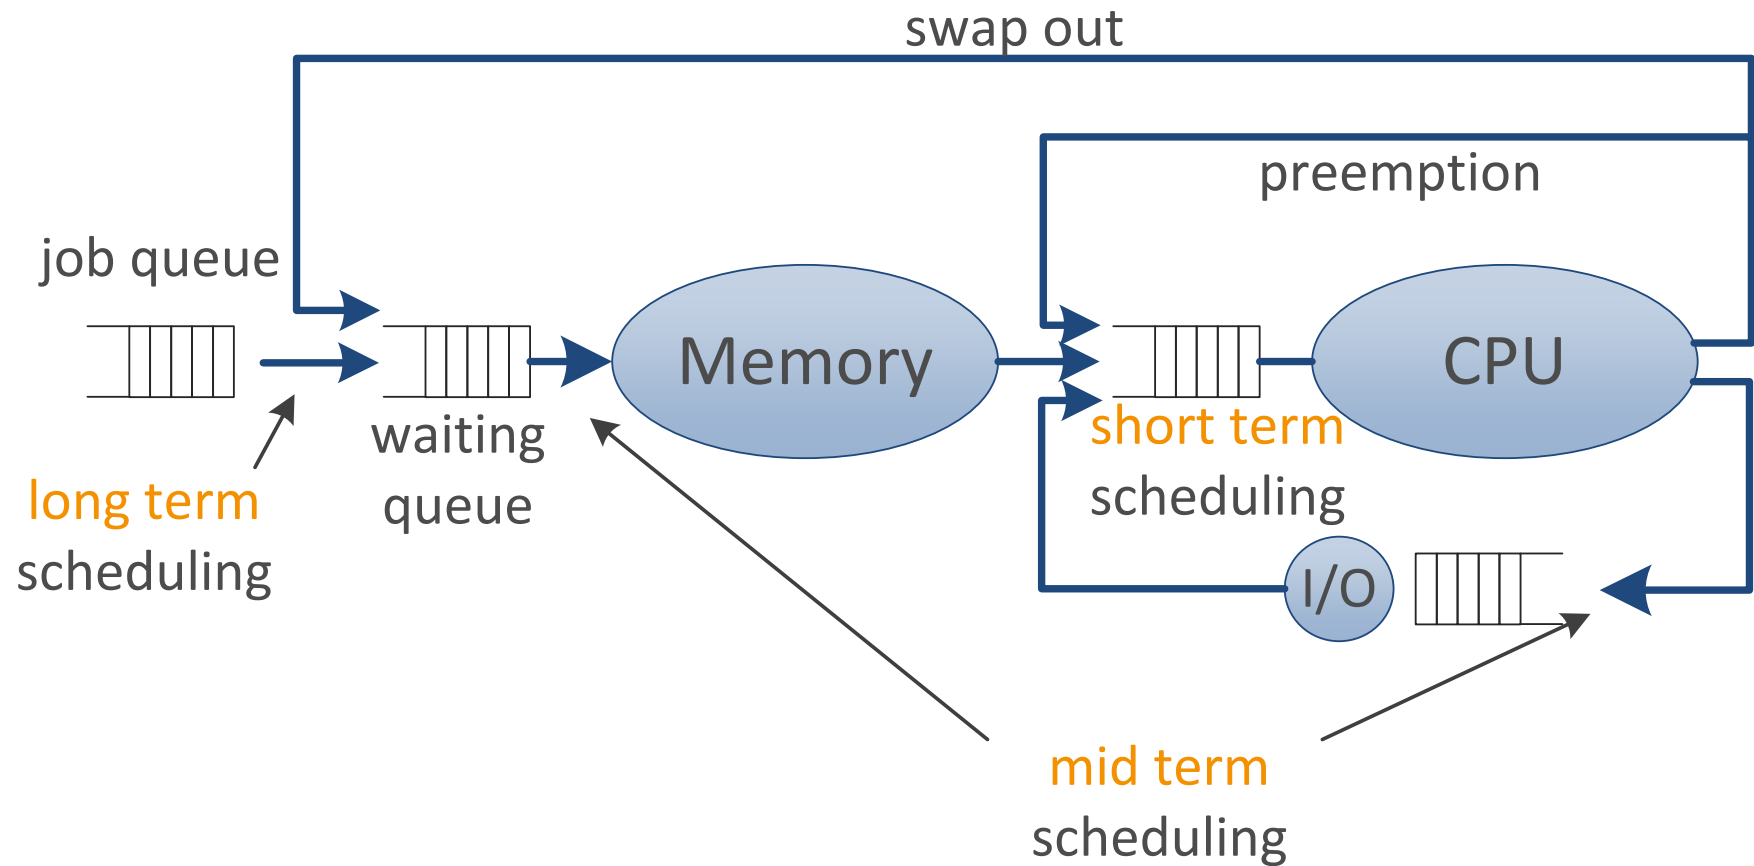 swap out
preemption
job queue
Memory
CPU
waiting
queue
short term
scheduling
long term
scheduling
I/O
mid term
scheduling